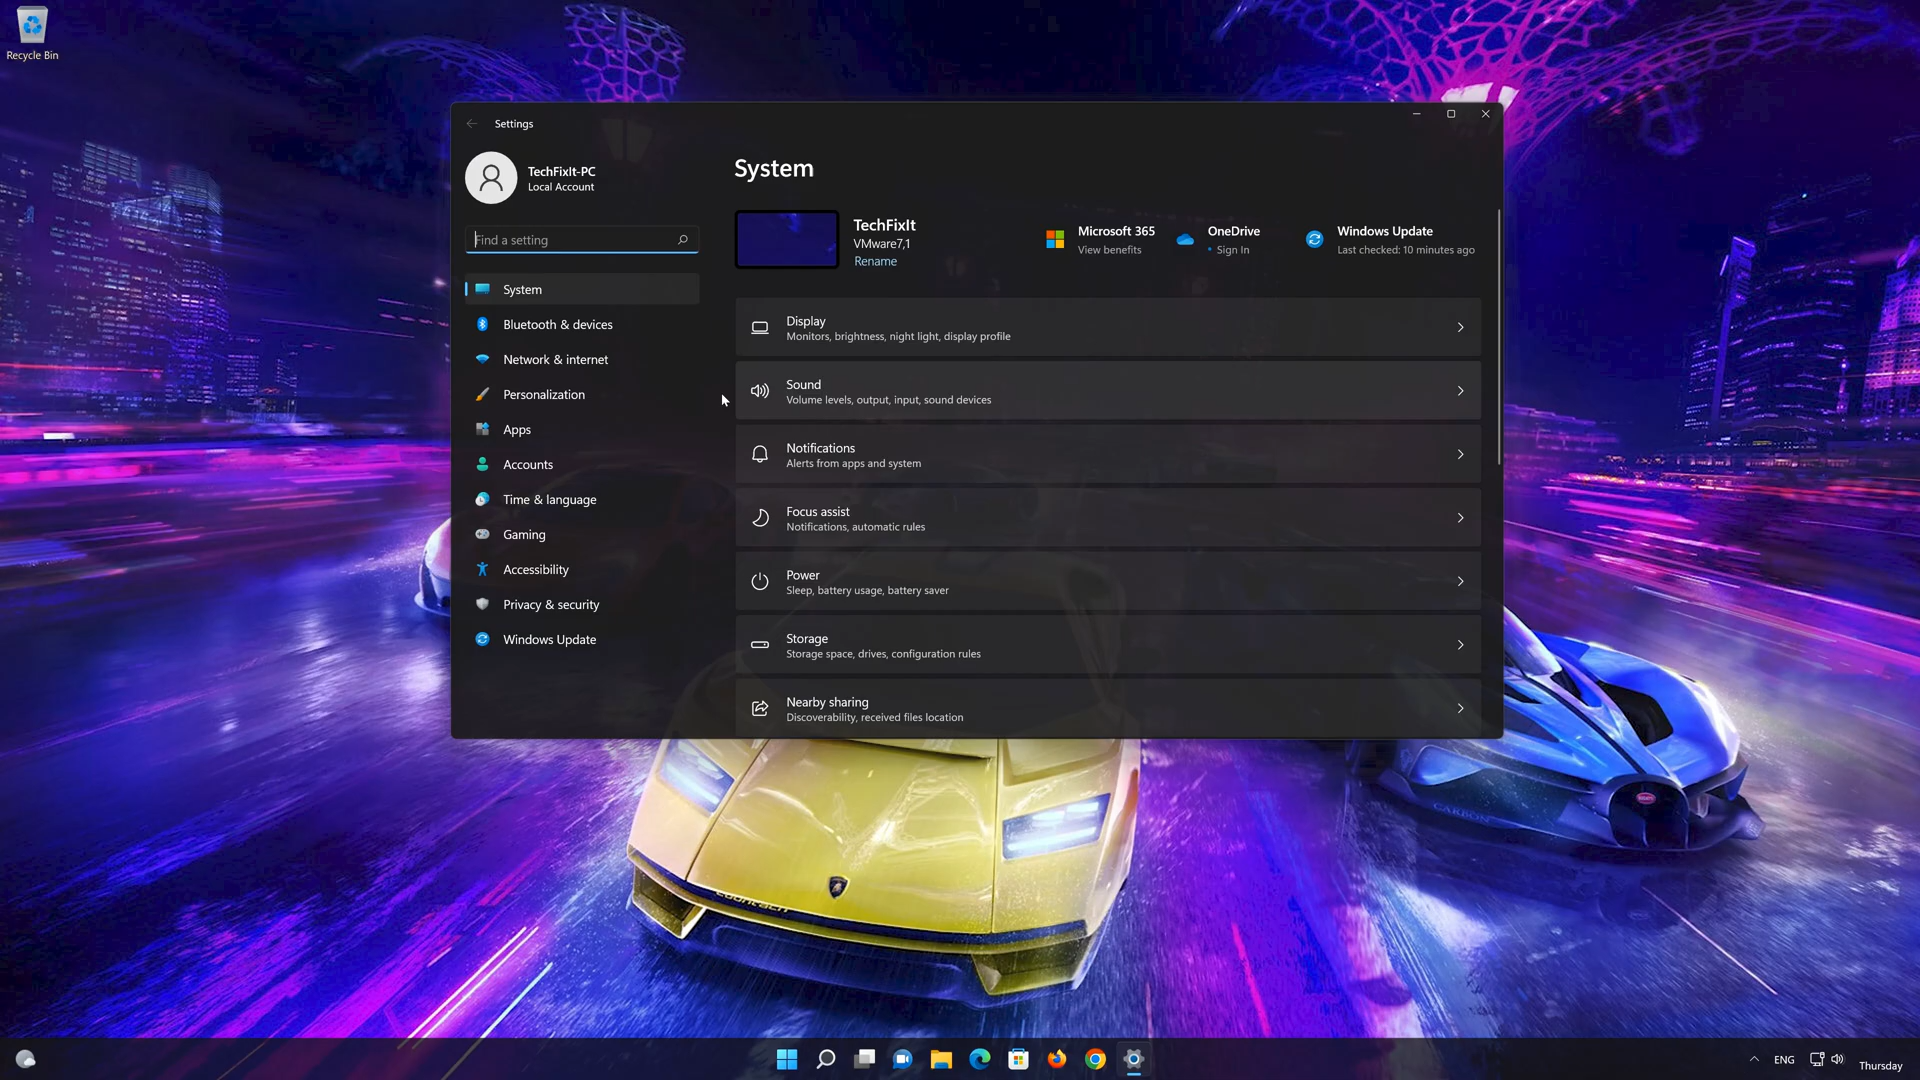 Recycle Bin
Settings
TechFixIt-PC
Local Account
Find a setting
System
Bluetooth & devices
Network & internet
Personalization
Apps
Accounts
Time & language
Gaming
Accessibility
Privacy & security
Windows Update
System
TechFixIt
VMware7,1
Rename
Microsoft 365
View benefits
OneDrive
• Sign In
Windows Update
Last checked: 10 minutes ago
Display
Monitors, brightness, night light, display profile
Sound
Volume levels, output, input, sound devices
Notifications
Alerts from apps and system
Focus assist
Notifications, automatic rules
Power
Sleep, battery usage, battery saver
Storage
Storage space, drives, configuration rules
Nearby sharing
Discoverability, received files location
CARBON
ENG
Thursday